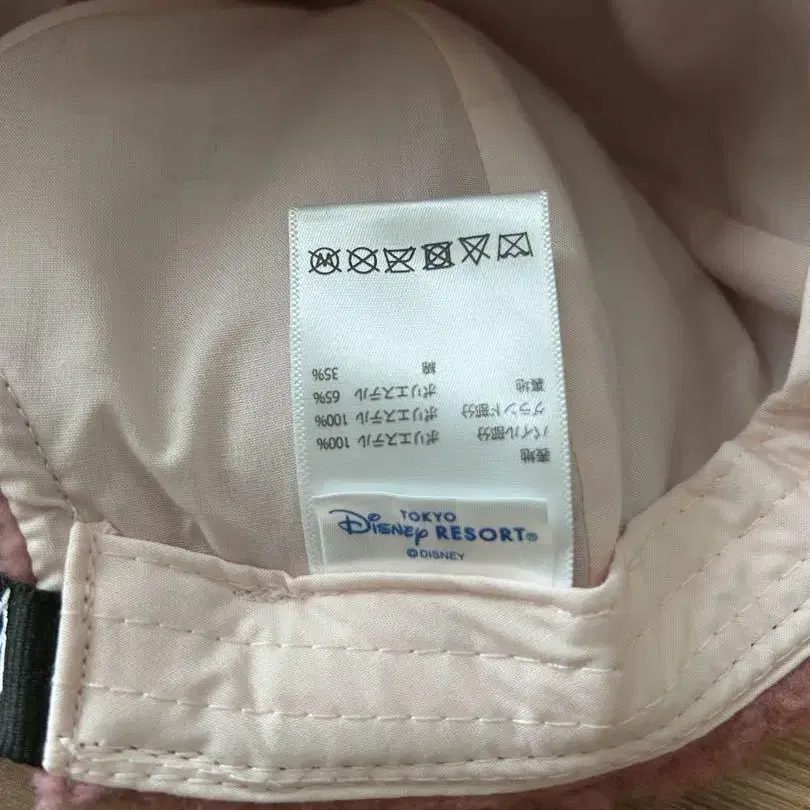 TOKYO
Disney RESORT®
©DISNEY
表地
パイル部分 ポリエステル 100%
グランド部分 ポリエステル 100%
裏地 ポリエステル 65%
綿 35%
W